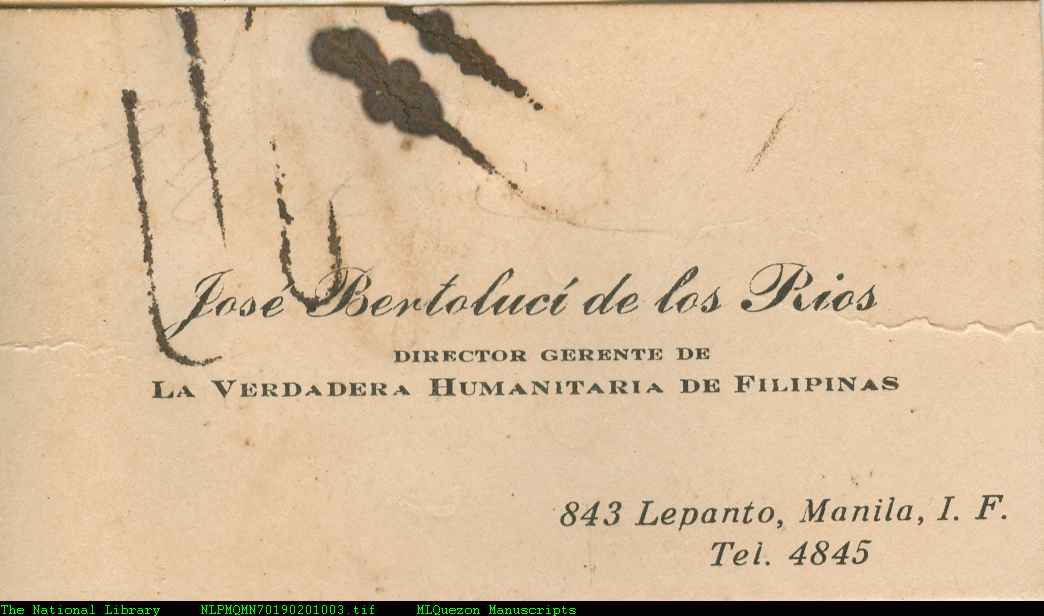 José Bertolucí de los Rios
DIRECTOR GERENTE DE
LA VERDADERA HUMANITARIA DE FILIPINAS
843 Lepanto, Manila, I. F.
Tel. 4845
The National Library NLPMQMN70190201003.tif MLQuezon Manuscripts